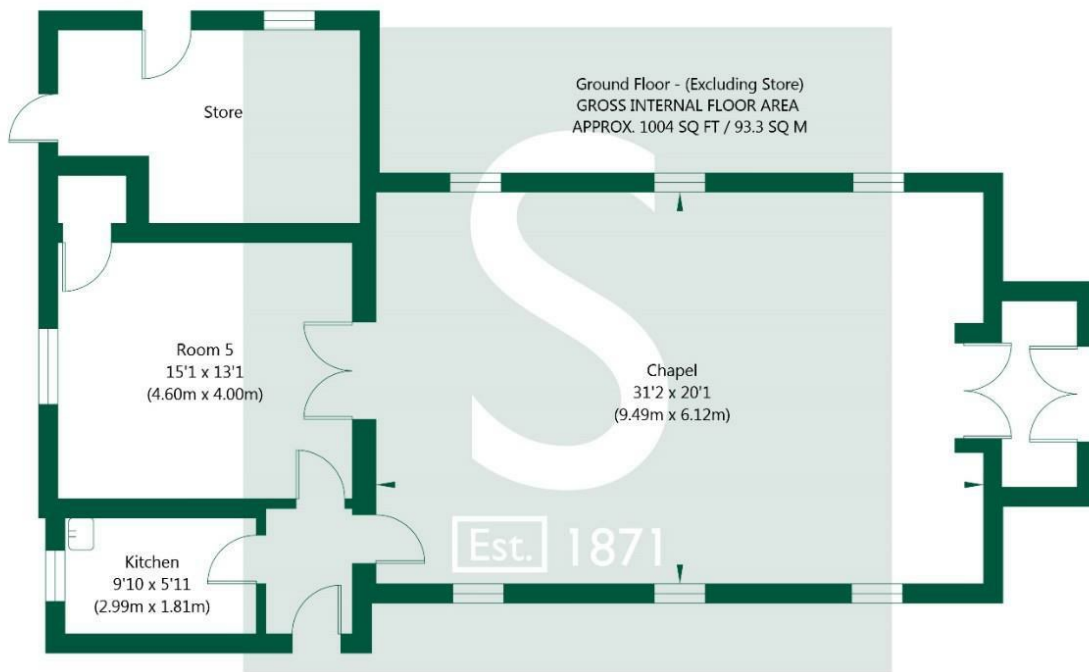 Ground Floor - (Excluding Store)
GROSS INTERNAL FLOOR AREA
APPROX. 1004 SQ FT / 93.3 SQ M
Store
Room 5
15'1 x 13'1
(4.60m x 4.00m)
Chapel
31'2 x 20'1
(9.49m x 6.12m)
S
Est. 1871
Kitchen
9'10 x 5'11
(2.99m x 1.81m)